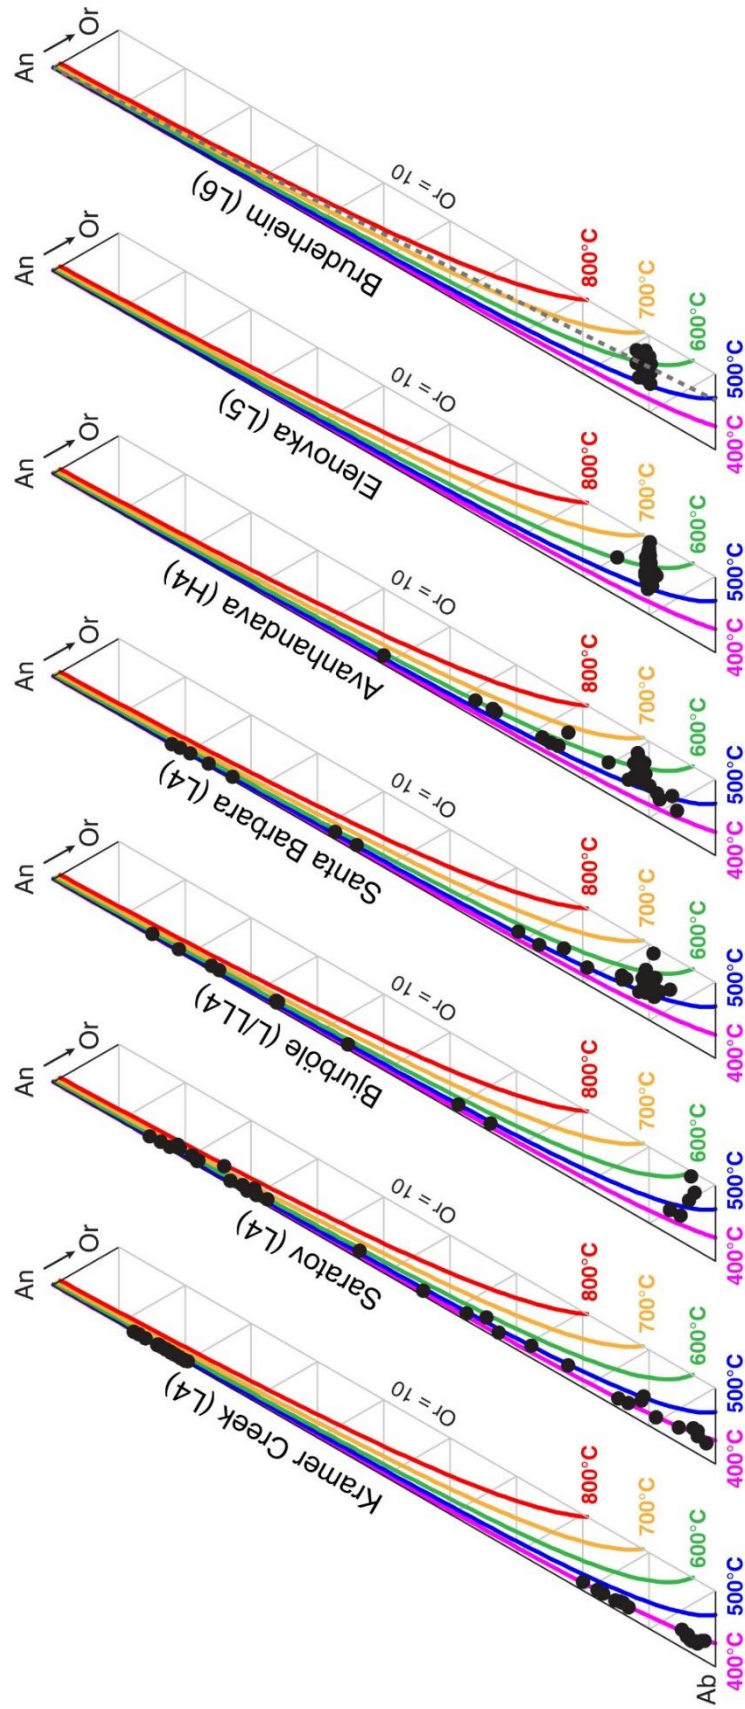 An
Or
Or = 10
Kramer Creek (L4)
800°C
700°C
600°C
500°C
400°C
Ab
An
Or
Or = 10
Saratov (L4)
800°C
700°C
600°C
500°C
400°C
An
Or
Or = 10
Bjurböle (L/LL4)
800°C
700°C
600°C
500°C
400°C
An
Or
Or = 10
Santa Barbara (L4)
800°C
700°C
600°C
500°C
400°C
An
Or
Or = 10
Avanhandava (H4)
800°C
700°C
600°C
500°C
400°C
An
Or
Or = 10
Elenovka (L5)
800°C
700°C
600°C
500°C
400°C
An
Or
Or = 10
Bruderheim (L6)
800°C
700°C
600°C
500°C
400°C